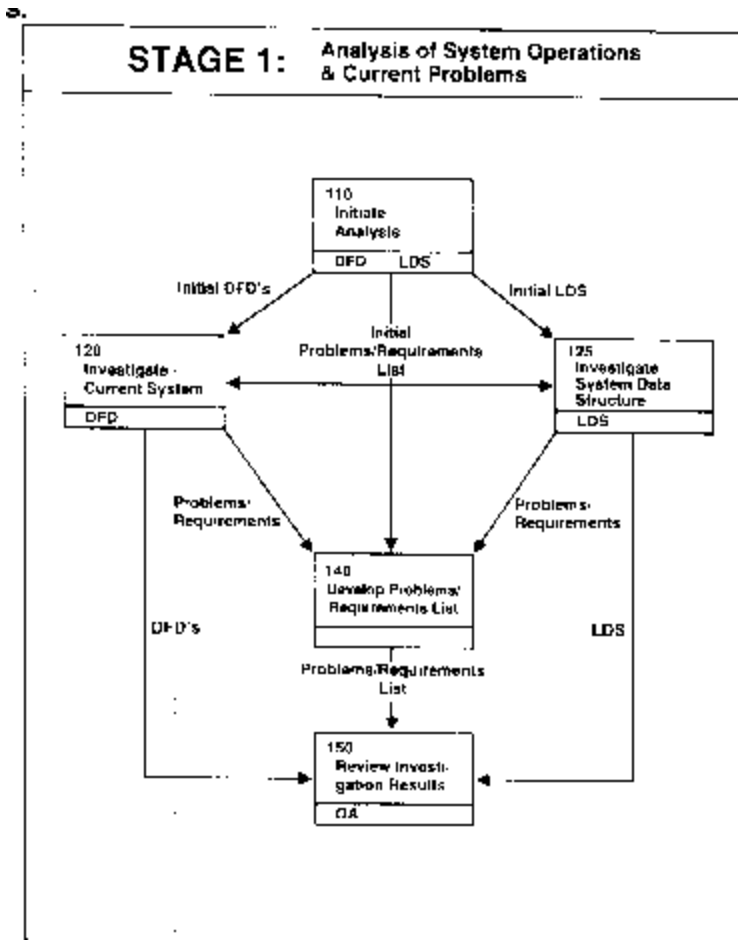 a.
STAGE 1: Analysis of System Operations
& Current Problems
110
Initiate
Analysis
DFD LDS
Initial DFD's
Initial LDS
Initial
Problems/Requirements
List
120
Investigate
Current System
DFD
125
Investigate
System Data
Structure
LDS
Problems/
Requirements
Problems/
Requirements
140
Develop Problems/
Requirements List
DFD's
LDS
Problems/Requirements
List
150
Review Investi-
gation Results
QA